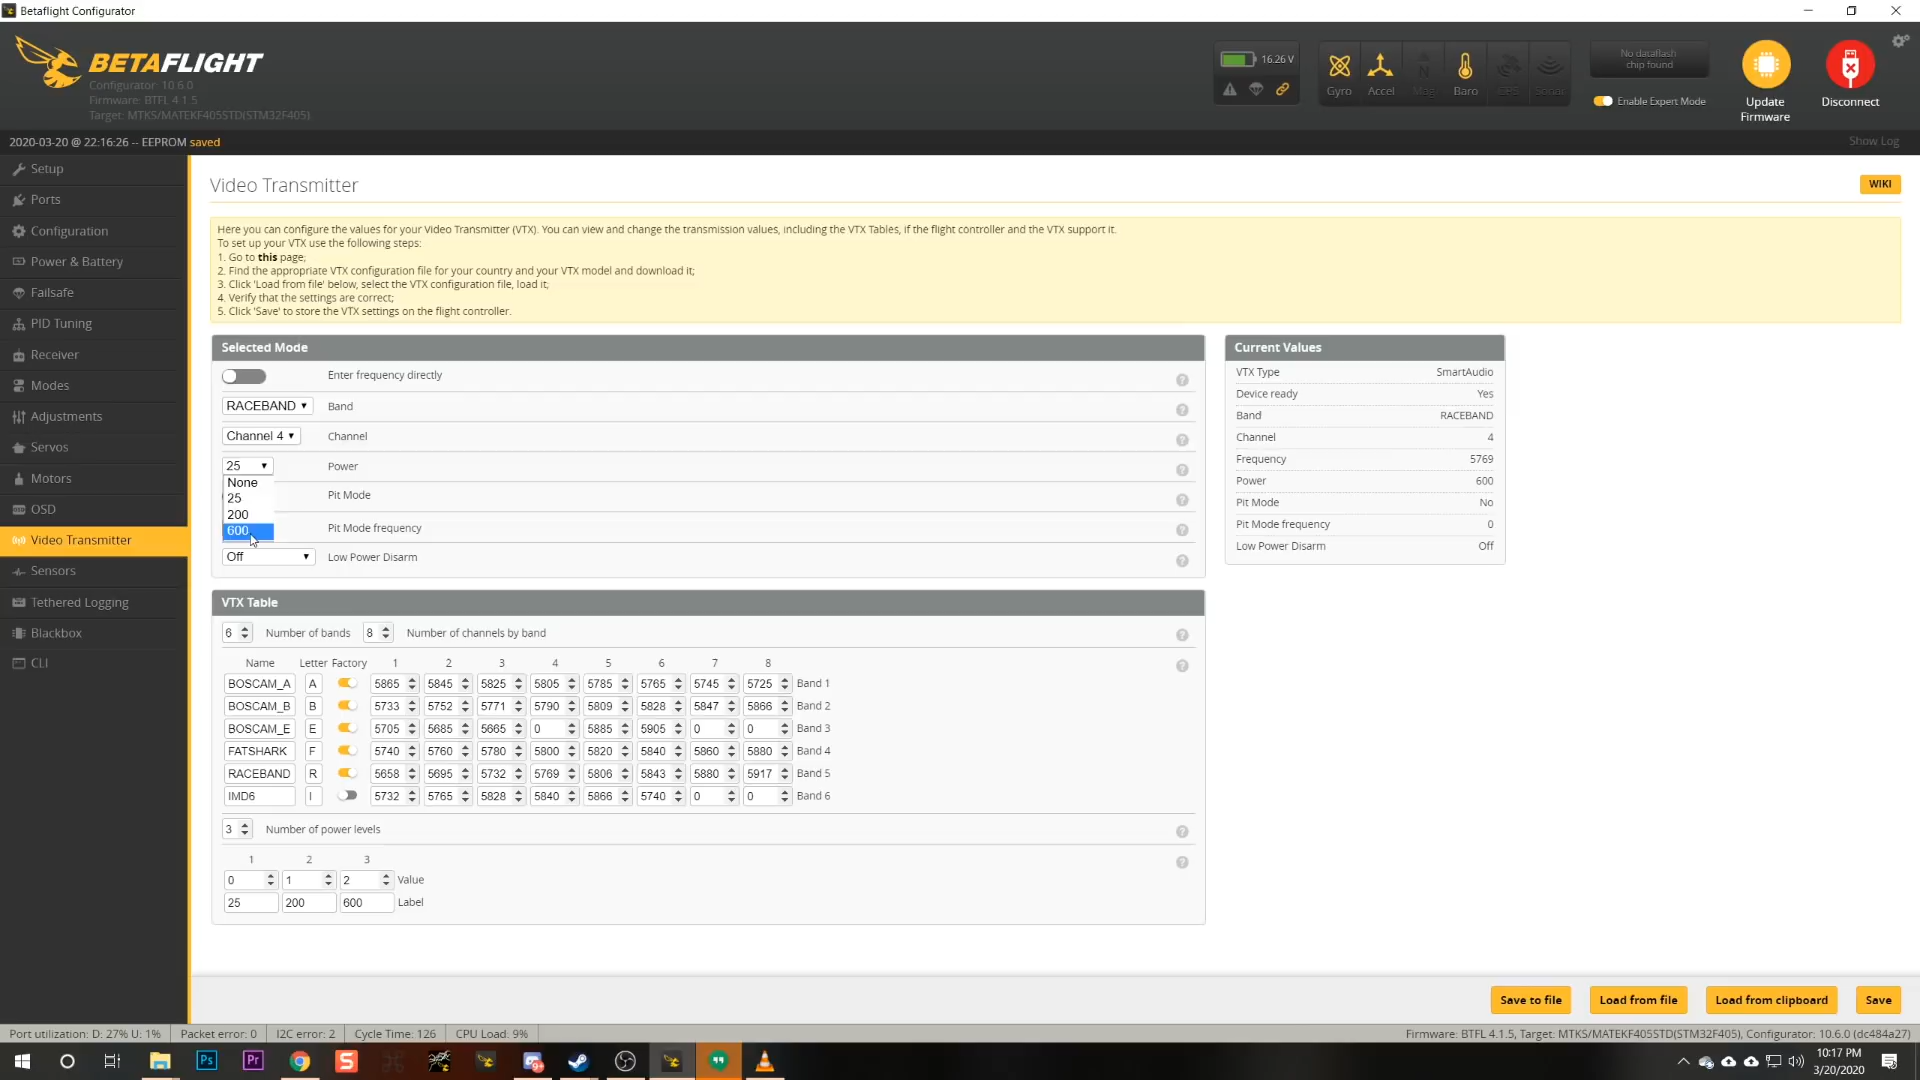 Betaflight Configurator
BETAFLIGHT
Configurator: 10.6.0
Firmware: BTFL 4.1.5
Target: MTKS/MATEKF405STD(STM32F405)
16.26 V
Gyro
Accel
Mag
Baro
GPS
Sonar
No dataflash
chip found
Enable Expert Mode
Update
Firmware
Disconnect
2020-03-20 @ 22:16:26 -- EEPROM saved
Show Log
Setup
Ports
Configuration
Power & Battery
Failsafe
PID Tuning
Receiver
Modes
Adjustments
Servos
Motors
OSD
Video Transmitter
Sensors
Tethered Logging
Blackbox
CLI
Video Transmitter
WIKI
Here you can configure the values for your Video Transmitter (VTX). You can view and change the transmission values, including the VTX Tables, if the flight controller and the VTX support it.
To set up your VTX use the following steps:
1. Go to this page;
2. Find the appropriate VTX configuration file for your country and your VTX model and download it;
3. Click 'Load from file' below, select the VTX configuration file, load it;
4. Verify that the settings are correct;
5. Click 'Save' to store the VTX settings on the flight controller.
Selected Mode
Enter frequency directly
RACEBAND Band
Channel 4 Channel
25 Power
None
25
200
600
Pit Mode
Pit Mode frequency
Off Low Power Disarm
Current Values
VTX Type SmartAudio
Device ready Yes
Band RACEBAND
Channel 4
Frequency 5769
Power 600
Pit Mode No
Pit Mode frequency 0
Low Power Disarm Off
VTX Table
6 Number of bands 8 Number of channels by band
Name Letter Factory 1 2 3 4 5 6 7 8
BOSCAM_A A 5865 5845 5825 5805 5785 5765 5745 5725 Band 1
BOSCAM_B B 5733 5752 5771 5790 5809 5828 5847 5866 Band 2
BOSCAM_E E 5705 5685 5665 0 5885 5905 0 0 Band 3
FATSHARK F 5740 5760 5780 5800 5820 5840 5860 5880 Band 4
RACEBAND R 5658 5695 5732 5769 5806 5843 5880 5917 Band 5
IMD6 I 5732 5765 5828 5840 5866 5740 0 0 Band 6
3 Number of power levels
1 2 3
0 1 2 Value
25 200 600 Label
Save to file
Load from file
Load from clipboard
Save
Port utilization: D: 27% U: 1% Packet error: 0 I2C error: 2 Cycle Time: 126 CPU Load: 9%
Firmware: BTFL 4.1.5, Target: MTKS/MATEKF405STD(STM32F405), Configurator: 10.6.0 (dc484a27)
Ps
Pr
S
10:17 PM
3/20/2020